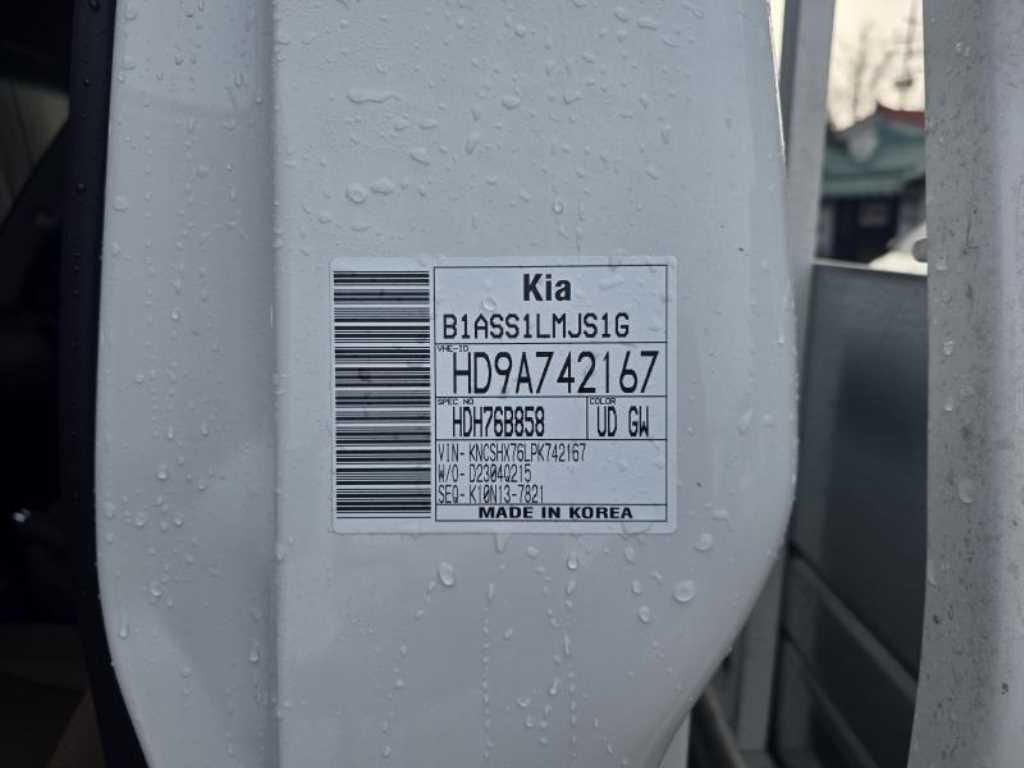 Kia
B1ASS1LMJS1G
VHE-ID
HD9A742167
SPEC NO
HDH76B858
COLOR
UD GW
VIN- KNCSHX76LPK742167
W/O- D2304Q215
SEQ- K10N13-7821
MADE IN KOREA